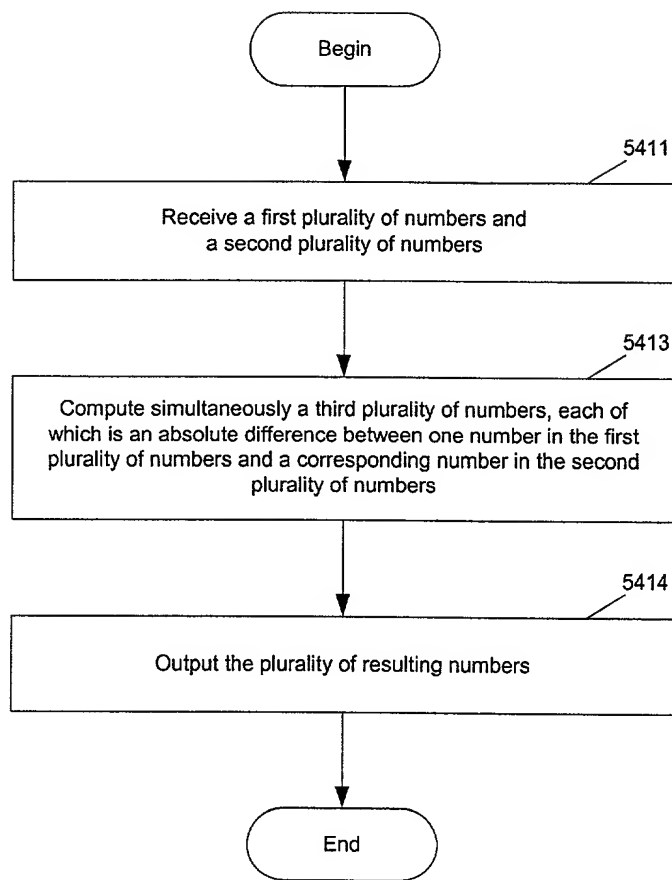 Begin
5411
Receive a first plurality of numbers and
a second plurality of numbers
5413
Compute simultaneously a third plurality of numbers, each of
which is an absolute difference between one number in the first
plurality of numbers and a corresponding number in the second
plurality of numbers
5414
Output the plurality of resulting numbers
End